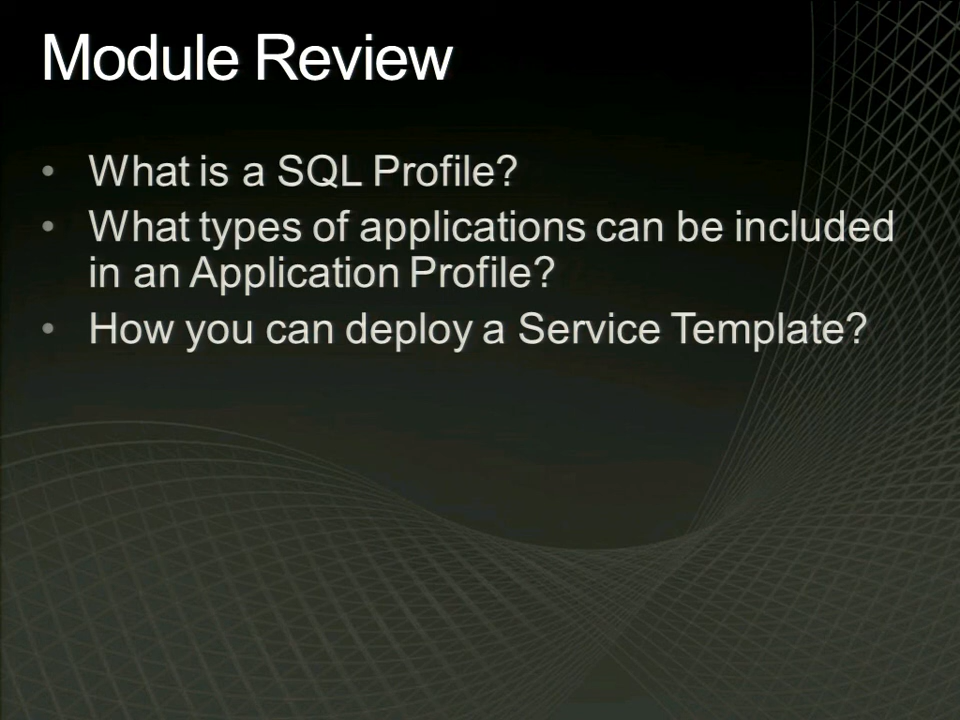 Module Review
• What is a SQL Profile?
• What types of applications can be included
in an Application Profile?
• How you can deploy a Service Template?